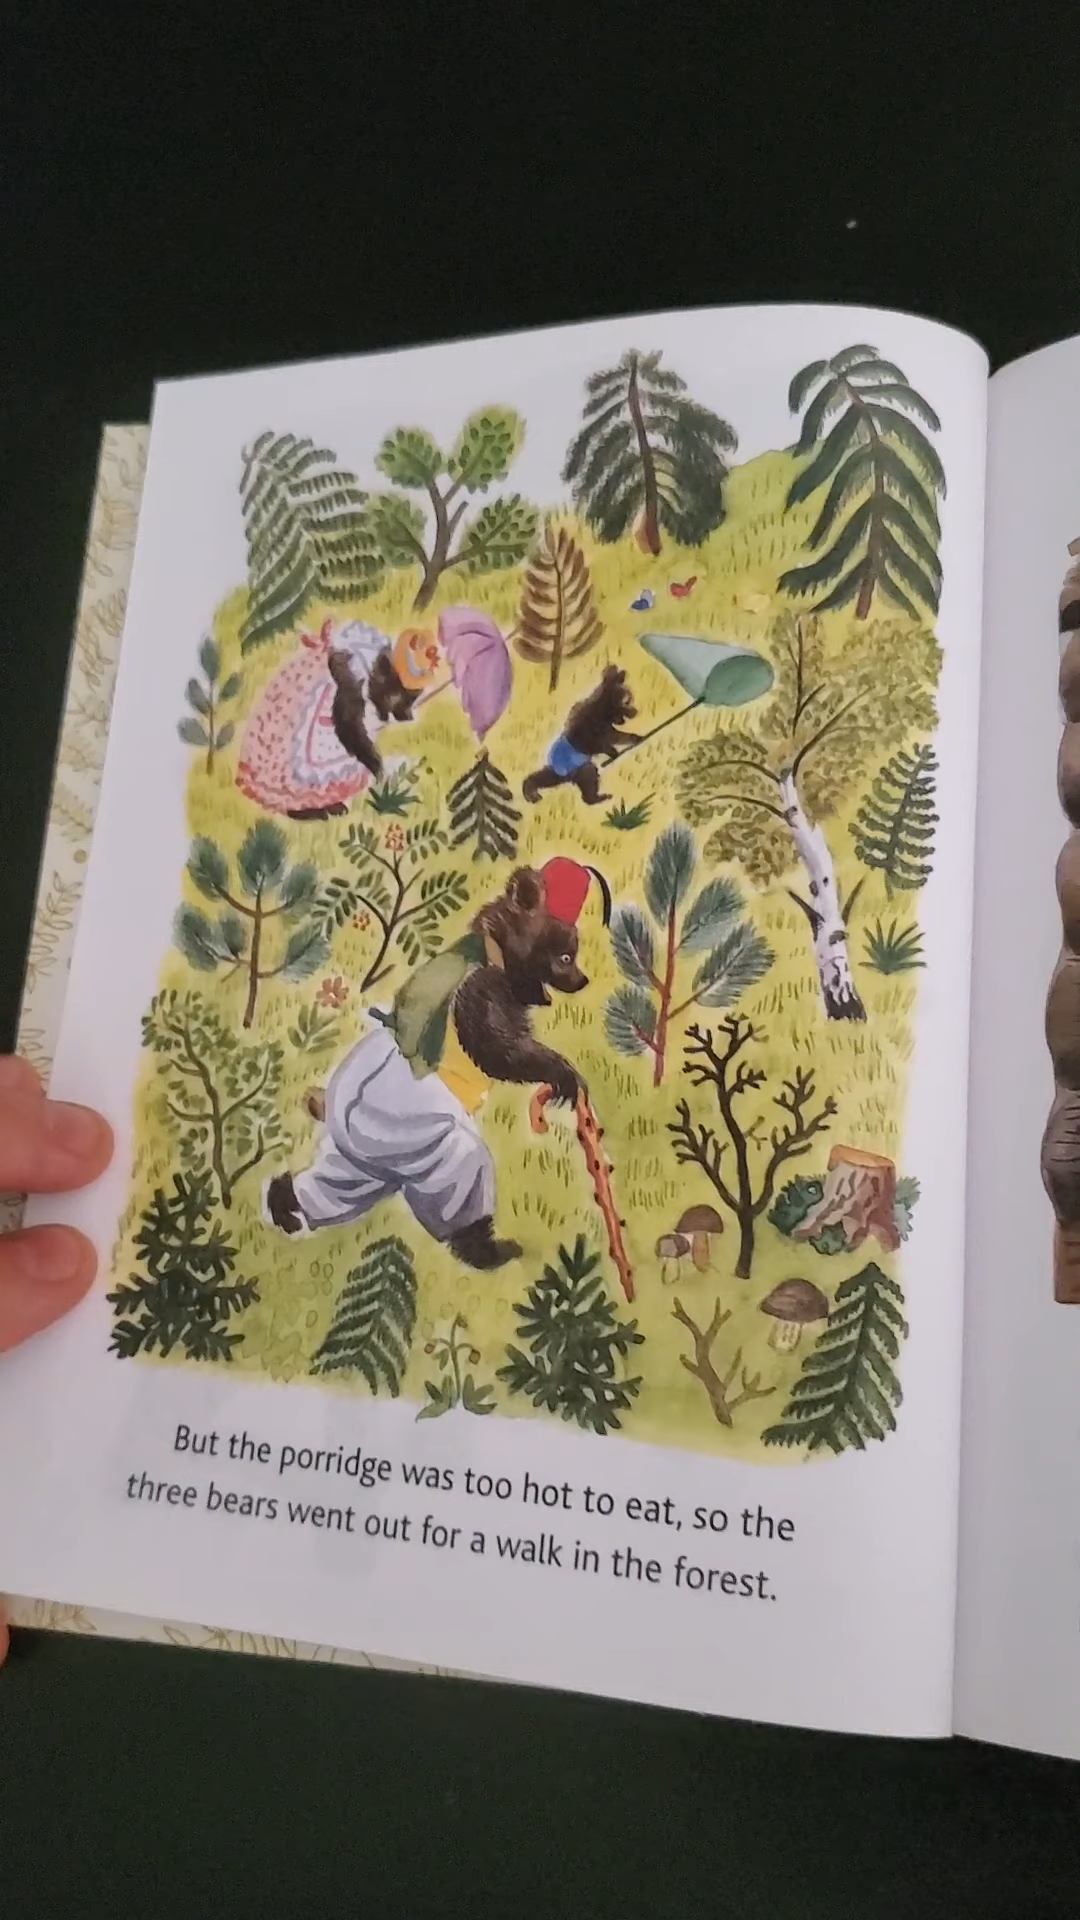 But the porridge was too hot to eat, so the
three bears went out for a walk in the forest.